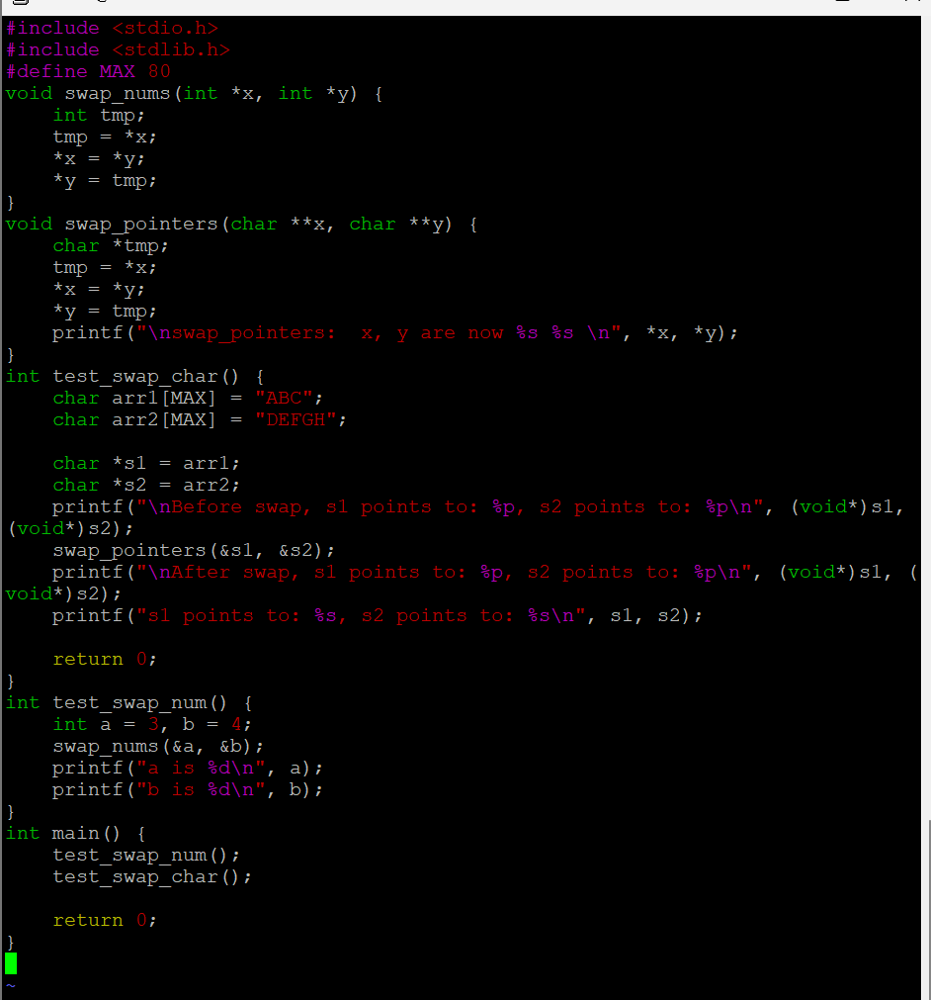 #include <stdio.h>
#include <stdlib.h>
#define MAX 80
void swap_nums(int *x, int *y) {
    int tmp;
    tmp = *x;
    *x = *y;
    *y = tmp;
}
void swap_pointers(char **x, char **y) {
    char *tmp;
    tmp = *x;
    *x = *y;
    *y = tmp;
    printf("\nswap_pointers:  x, y are now %s %s \n", *x, *y);
}
int test_swap_char() {
    char arr1[MAX] = "ABC";
    char arr2[MAX] = "DEFGH";

    char *s1 = arr1;
    char *s2 = arr2;
    printf("\nBefore swap, s1 points to: %p, s2 points to: %p\n", (void*)s1,
(void*)s2);
    swap_pointers(&s1, &s2);
    printf("\nAfter swap, s1 points to: %p, s2 points to: %p\n", (void*)s1, (
void*)s2);
    printf("s1 points to: %s, s2 points to: %s\n", s1, s2);

    return 0;
}
int test_swap_num() {
    int a = 3, b = 4;
    swap_nums(&a, &b);
    printf("a is %d\n", a);
    printf("b is %d\n", b);
}
int main() {
    test_swap_num();
    test_swap_char();

    return 0;
}
~